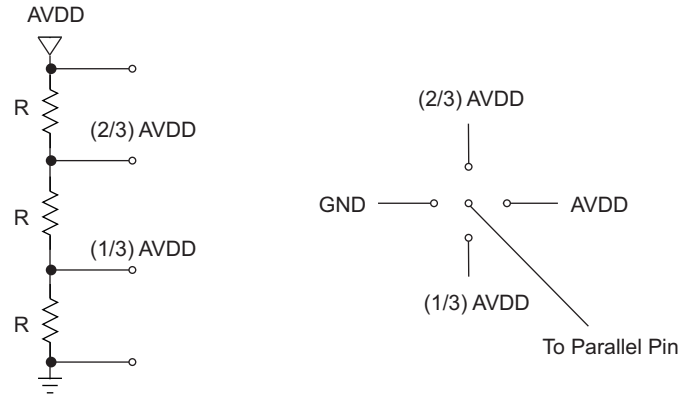 AVDD
R
(2/3) AVDD
R
(1/3) AVDD
R
(2/3) AVDD
GND
AVDD
(1/3) AVDD
To Parallel Pin